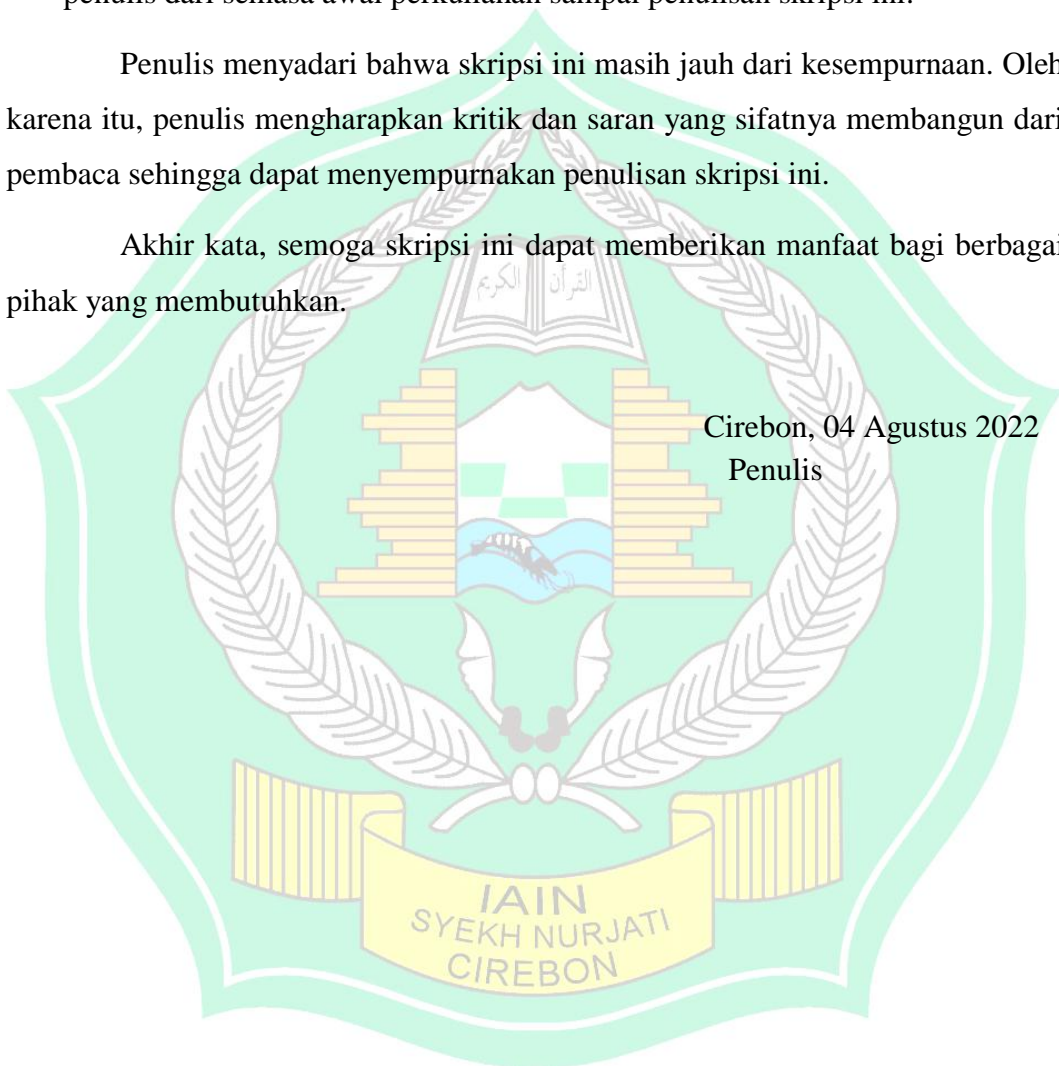 penulis dari semasa awal perkuliahan sampai penulisan skripsi ini.
Penulis menyadari bahwa skripsi ini masih jauh dari kesempurnaan. Oleh
karena itu, penulis mengharapkan kritik dan saran yang sifatnya membangun dari
pembaca sehingga dapat menyempurnakan penulisan skripsi ini.
Akhir kata, semoga skripsi ini dapat memberikan manfaat bagi berbagai
pihak yang membutuhkan.
القرآن الكريم
Cirebon, 04 Agustus 2022
Penulis
IAIN
SYEKH NURJATI
CIREBON